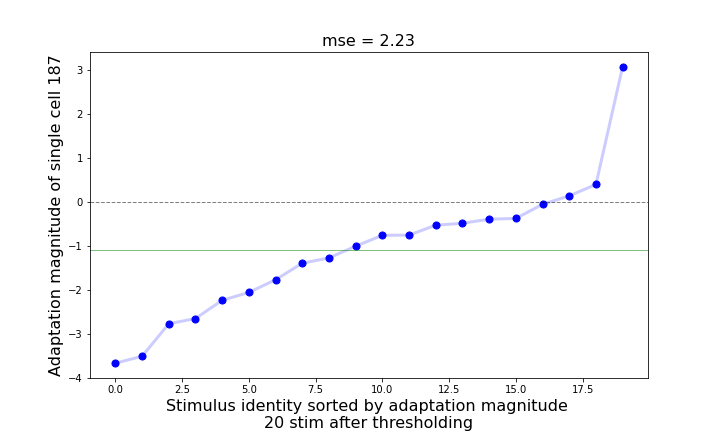 mse = 2.23
Adaptation magnitude of single cell 187
3
2
1
0
−1
−2
−3
−4
0.0 2.5 5.0 7.5 10.0 12.5 15.0 17.5
Stimulus identity sorted by adaptation magnitude
20 stim after thresholding